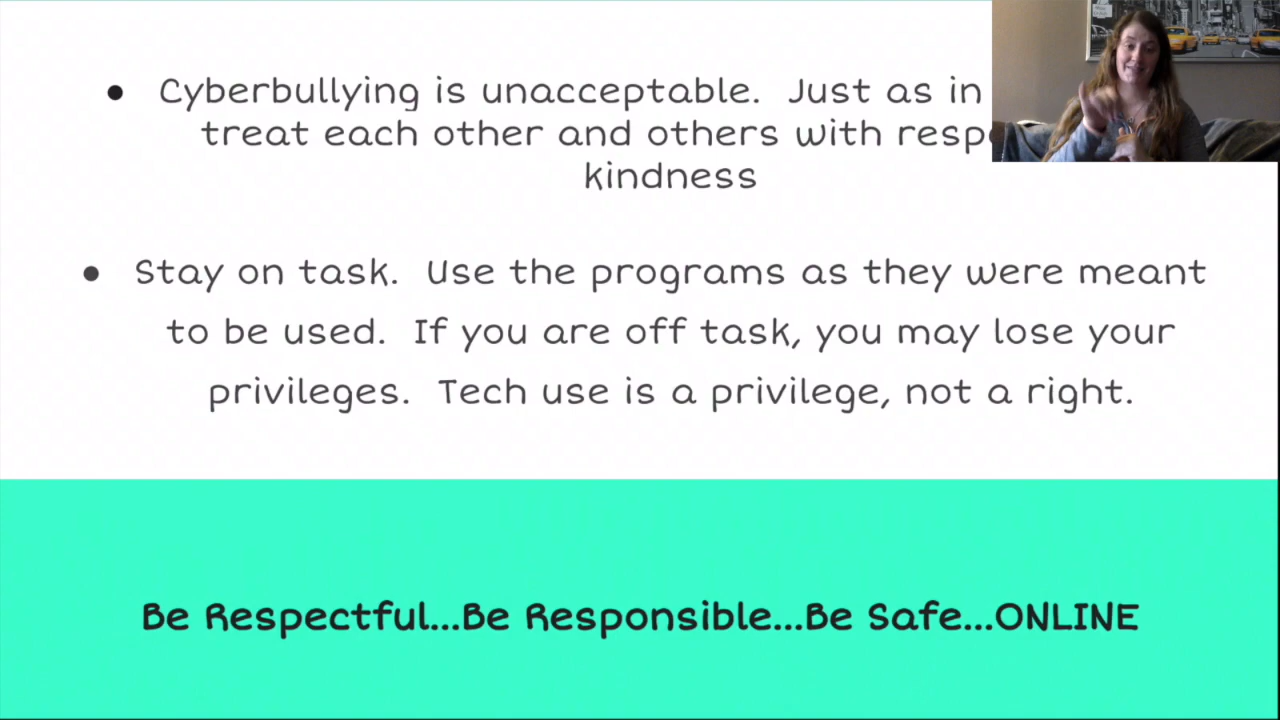 • Cyberbullying is unacceptable. Just as in
treat each other and others with
kindness
• Stay on task. Use the programs as they were meant
to be used. If you are off task, you may lose your
privileges. Tech use is a privilege, not a right.
Be Respectful...Be Responsible...Be Safe...ONLINE